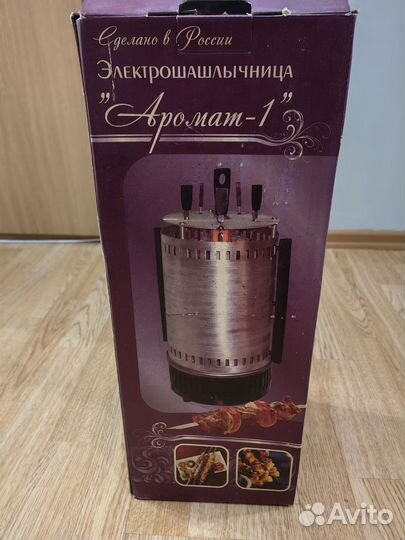 Сделано в России
Электрошашлычница
"Аромат-1"
Avito